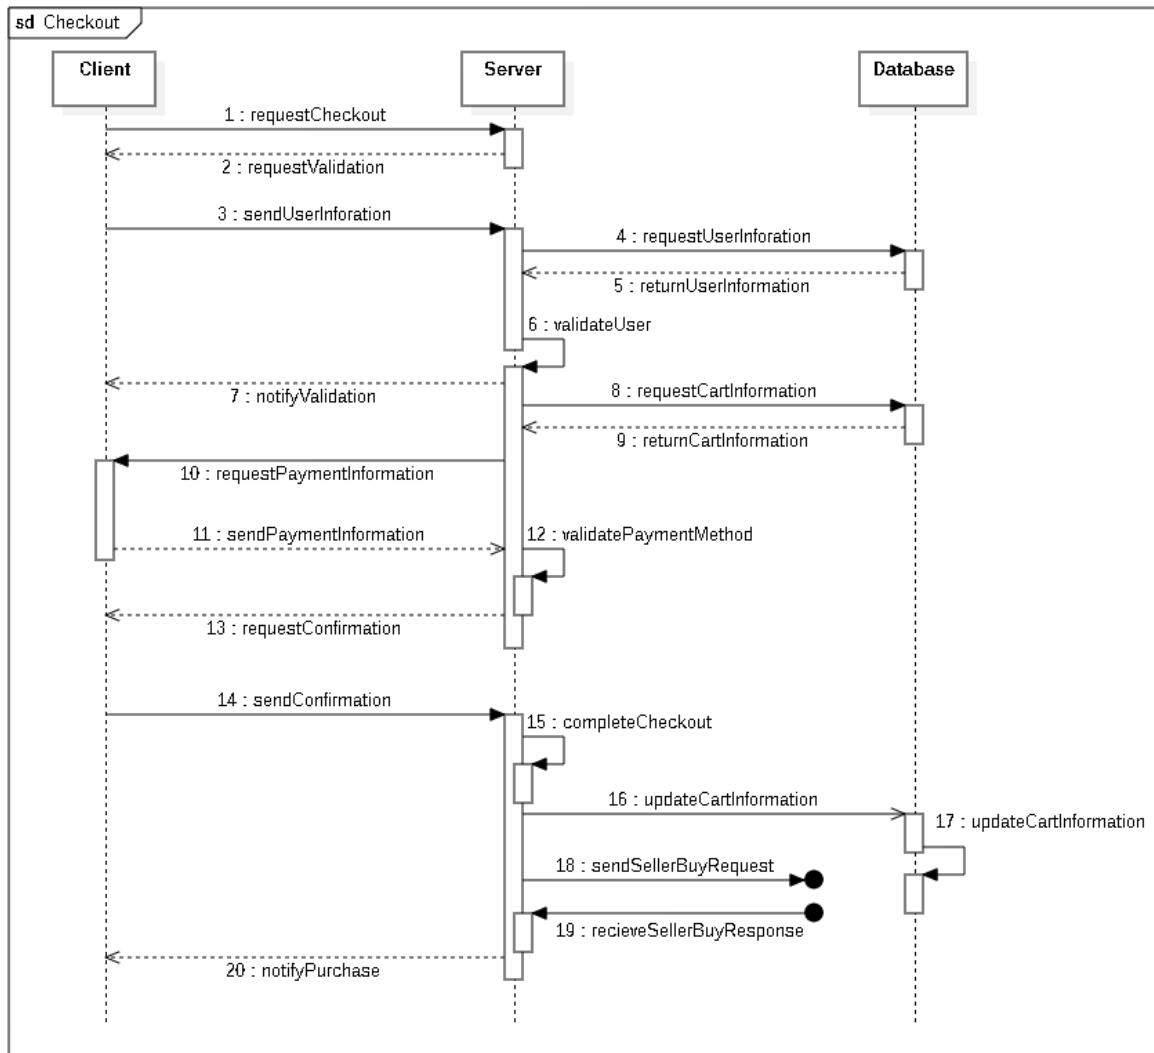 sd Checkout
Client
Server
Database
1 : requestCheckout
2 : requestValidation
3 : sendUserInforation
4 : requestUserInforation
5 : returnUserInformation
6 : validateUser
7 : notifyValidation
8 : requestCartInformation
9 : returnCartInformation
10 : requestPaymentInformation
11 : sendPaymentInformation
12 : validatePaymentMethod
13 : requestConfirmation
14 : sendConfirmation
15 : completeCheckout
16 : updateCartInformation
17 : updateCartInformation
18 : sendSellerBuyRequest
19 : recieveSellerBuyResponse
20 : notifyPurchase